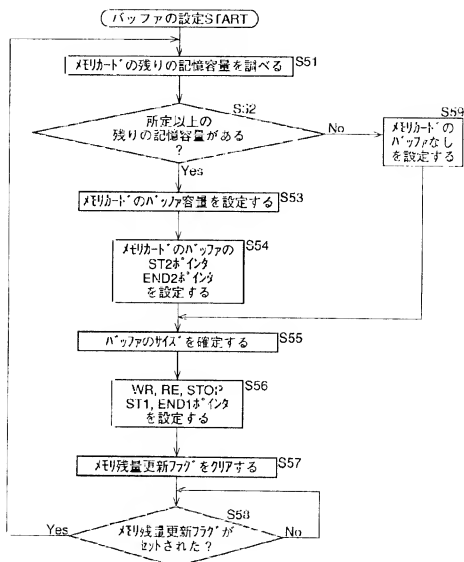 バッファの設定START
メモリカードの残りの記憶容量を調べる
S51
S52
所定以上の
残りの記憶容量がある
?
No
Yes
S59
メモリカードの
バッファなし
を設定する
メモリカードのバッファ容量を設定する
S53
メモリカードのバッファの
ST2ポインタ
END2ポインタ
を設定する
S54
バッファのサイズを確定する
S55
WR, RE, STOP
ST1, END1ポインタ
を設定する
S56
メモリ残量更新フラグをクリアする
S57
S58
メモリ残量更新フラグが
セットされた?
Yes
No